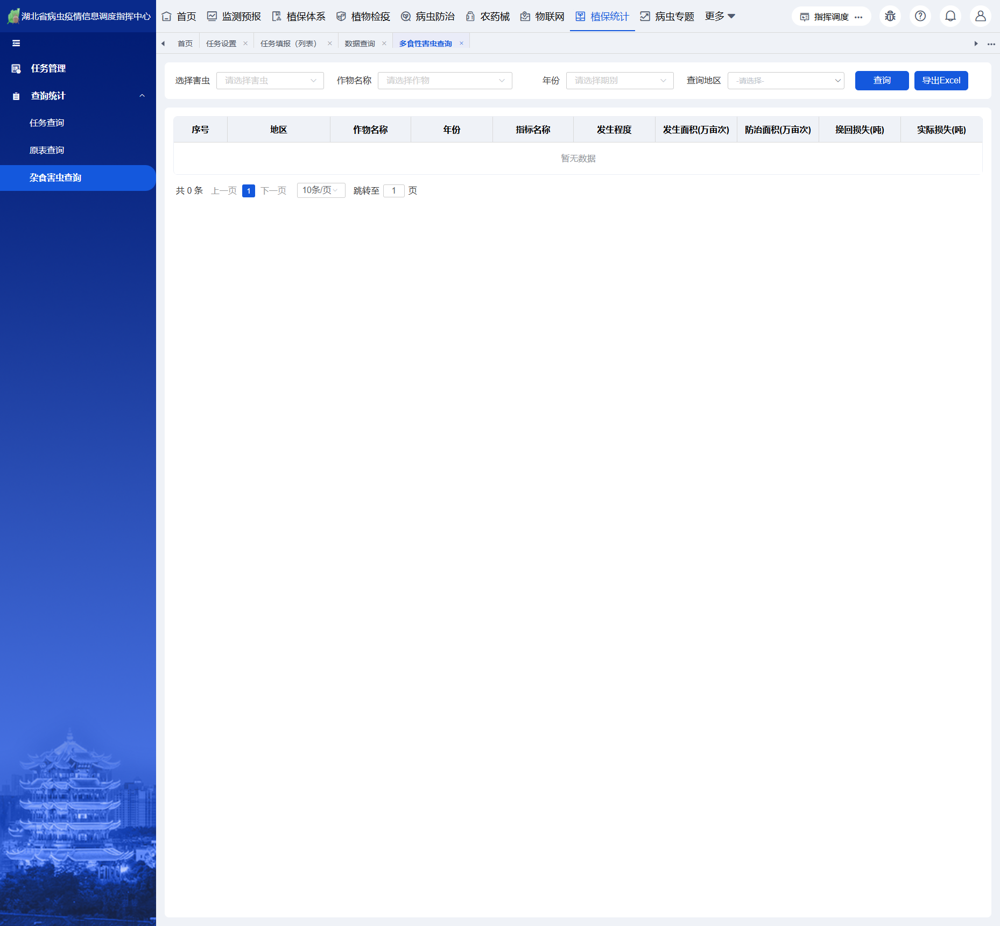 湖北省病虫疫情信息调度指挥中心
首页 监测预报 植保体系 植物检疫 病虫防治 农药械 物联网 植保统计 病虫专题 更多
指挥调度
首页 任务设置 任务填报（列表） 数据查询 多食性害虫查询
任务管理
查询统计
任务查询
原表查询
杂食害虫查询
选择害虫 请选择害虫 作物名称 请选择作物 年份 请选择期别 查询地区 -请选择- 查询 导出Excel
序号 地区 作物名称 年份 指标名称 发生程度 发生面积(万亩次) 防治面积(万亩次) 挽回损失(吨) 实际损失(吨)
暂无数据
共 0 条 上一页 1 下一页 10条/页 跳转至 1 页